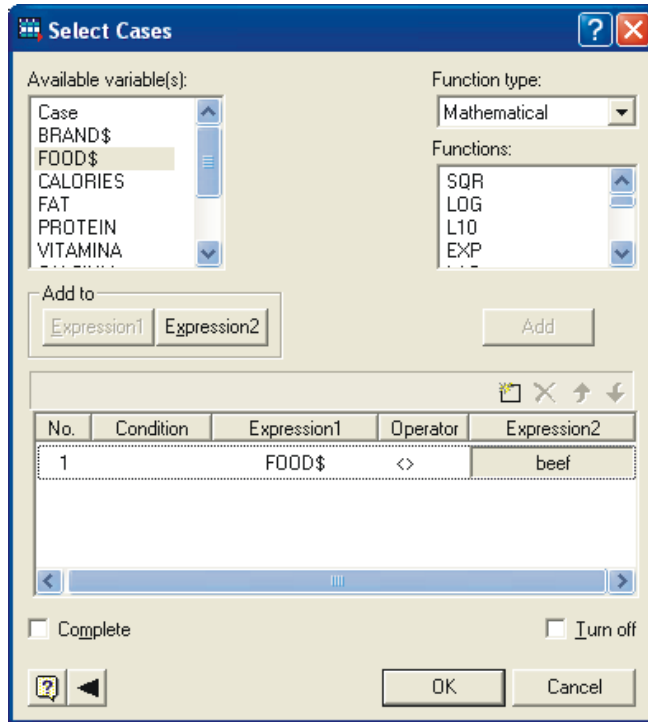 Select Cases
Available variable(s):
Case
BRAND$
FOOD$
CALORIES
FAT
PROTEIN
VITAMINA
Function type:
Mathematical
Functions:
SQR
LOG
L10
EXP
Add to
Expression1 Expression2
Add
No. Condition Expression1 Operator Expression2
1 FOOD$ <> beef
Complete
Turn off
OK Cancel